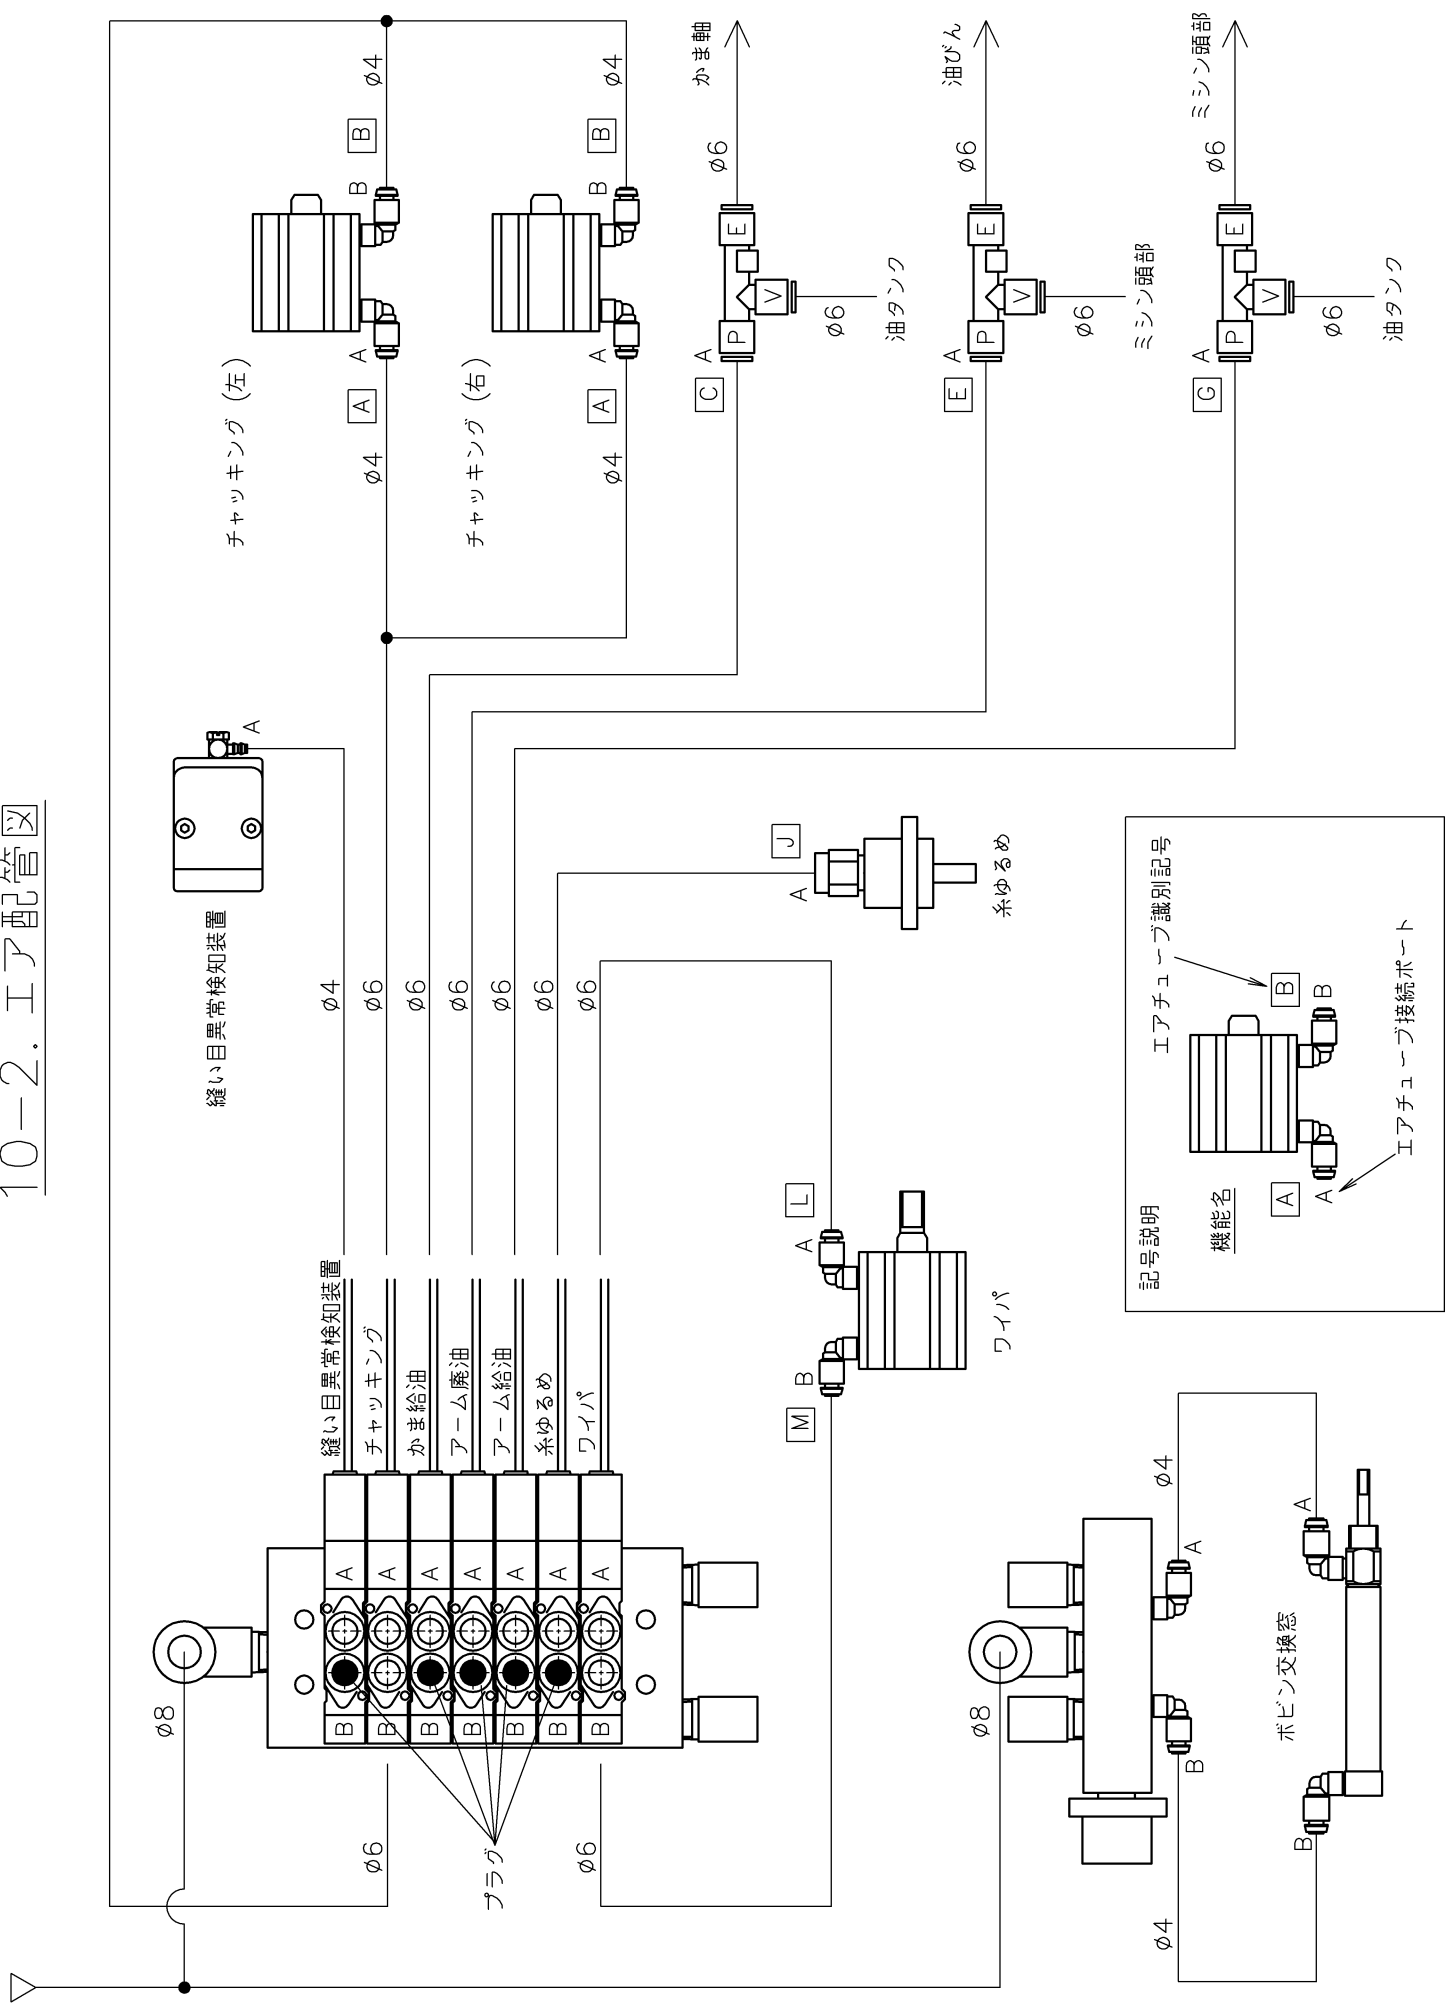 10-2. エア配管図
縫い目異常検知装置
A
チャッキング (左)
A
A
B
B
φ4
φ4
チャッキング (右)
A
A
B
B
φ4
φ4
C
A
P
V
E
φ6
φ6
かま軸
油タンク
E
A
P
V
E
φ6
φ6
油びん
ミシン頭部
G
A
P
V
E
φ6
φ6
ミシン頭部
油タンク
φ4
φ6
φ6
φ6
φ6
φ6
φ6
J
A
糸ゆるめ
L
A
B
M
ワイパ
縫い目異常検知装置
チャッキング
かま給油
アーム廃油
アーム給油
糸ゆるめ
ワイパ
A
A
A
A
A
A
A
B
B
B
B
B
B
B
φ8
φ6
φ6
プラグ
φ8
A
B
φ4
φ4
ボビン交換窓
A
B
記号説明
機能名
エアチューブ識別記号
A
A
B
B
エアチューブ接続ポート